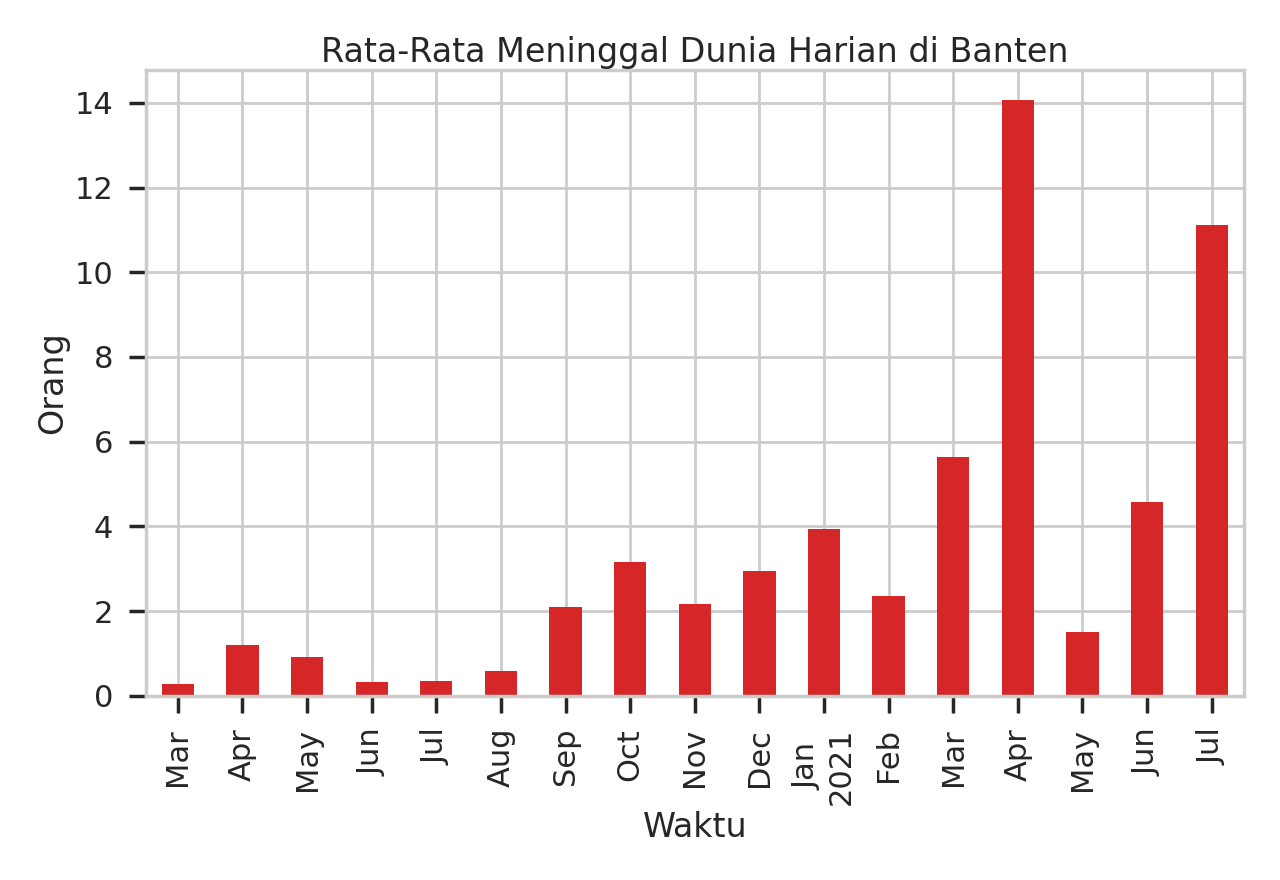 Rata-Rata Meninggal Dunia Harian di Banten
14
12
10
8
6
4
2
0
Orang
Mar
Apr
May
Jun
Jul
Aug
Sep
Oct
Nov
Dec
Jan
2021
Feb
Mar
Apr
May
Jun
Jul
Waktu